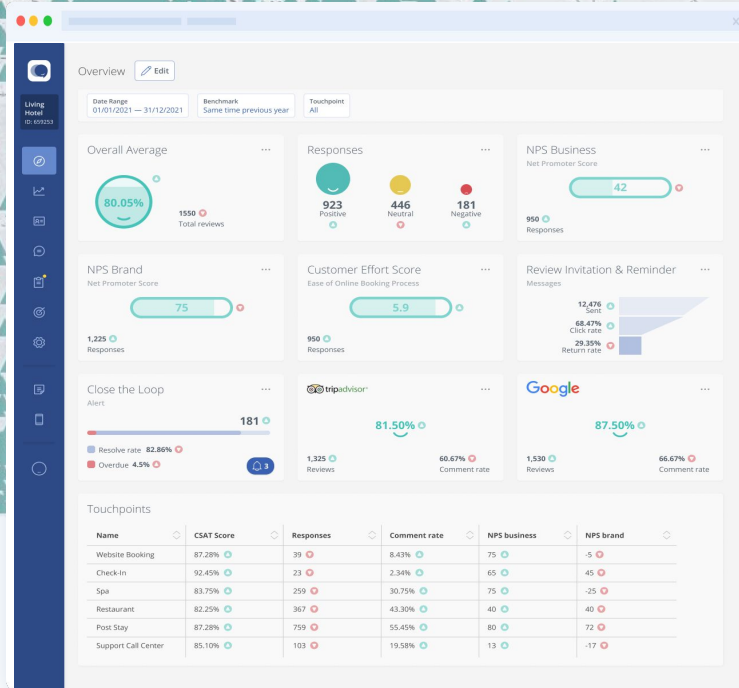 Overview
Edit
Living
Hotel
ID: 659253
Date Range
01/01/2021 — 31/12/2021
Benchmark
Same time previous year
Touchpoint
All
Overall Average
80.05%
1550
Total reviews
Responses
923
Positive
446
Neutral
181
Negative
NPS Business
Net Promoter Score
42
950
Responses
NPS Brand
Net Promoter Score
75
1,225
Responses
Customer Effort Score
Ease of Online Booking Process
5.9
950
Responses
Review Invitation & Reminder
Messages
12,476
Sent
68.47%
Click rate
29.35%
Return rate
Close the Loop
Alert
181
Resolve rate 82.86%
Overdue 4.5%
3
tripadvisor
81.50%
1,325
Reviews
60.67%
Comment rate
Google
87.50%
1,530
Reviews
66.67%
Comment rate
Touchpoints
Name CSAT Score Responses Comment rate NPS business NPS brand
Website Booking 87.28% 39 8.43% 75 -5
Check-In 92.45% 23 2.34% 65 45
Spa 83.75% 259 30.75% 75 -25
Restaurant 82.25% 367 43.30% 40 40
Post Stay 87.28% 759 55.45% 80 72
Support Call Center 85.10% 103 19.58% 13 -17